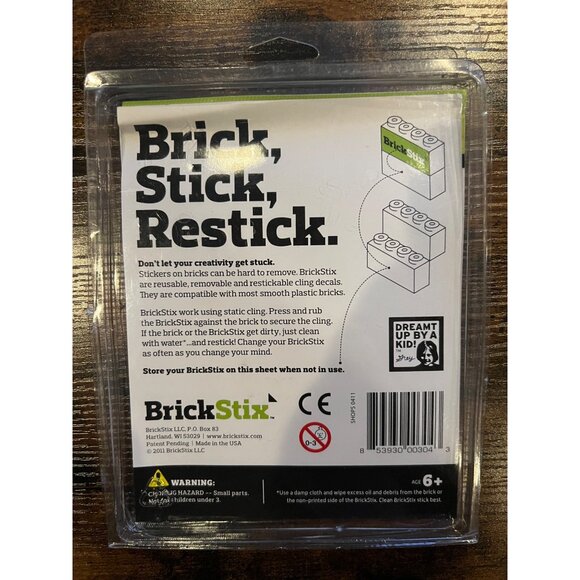 Brick,
Stick,
Restick.
BrickStix
Don't let your creativity get stuck.
Stickers on bricks can be hard to remove. BrickStix
are reusable, removable and restickable cling decals.
They are compatible with most smooth plastic bricks.
BrickStix work using static cling. Press and rub
the BrickStix against the brick to secure the cling.
If the brick or the BrickStix get dirty, just clean
with water*...and restick! Change your BrickStix
as often as you change your mind.
Store your BrickStix on this sheet when not in use.
DREAMT
UP BY A
KID!
™
BrickStix™
BrickStix LLC, P.O. Box 83
Hartland, WI 53029 | www.brickstix.com
Patent Pending | Made in the USA
© 2011 BrickStix LLC
CE
0-3
SHOPS 0411
8 53930 00304 3
WARNING:
CHOKING HAZARD -- Small parts.
Not for children under 3.
AGE 6+
*Use a damp cloth and wipe excess oil and debris from the brick or
the non-printed side of the BrickStix. Clean BrickStix stick best.